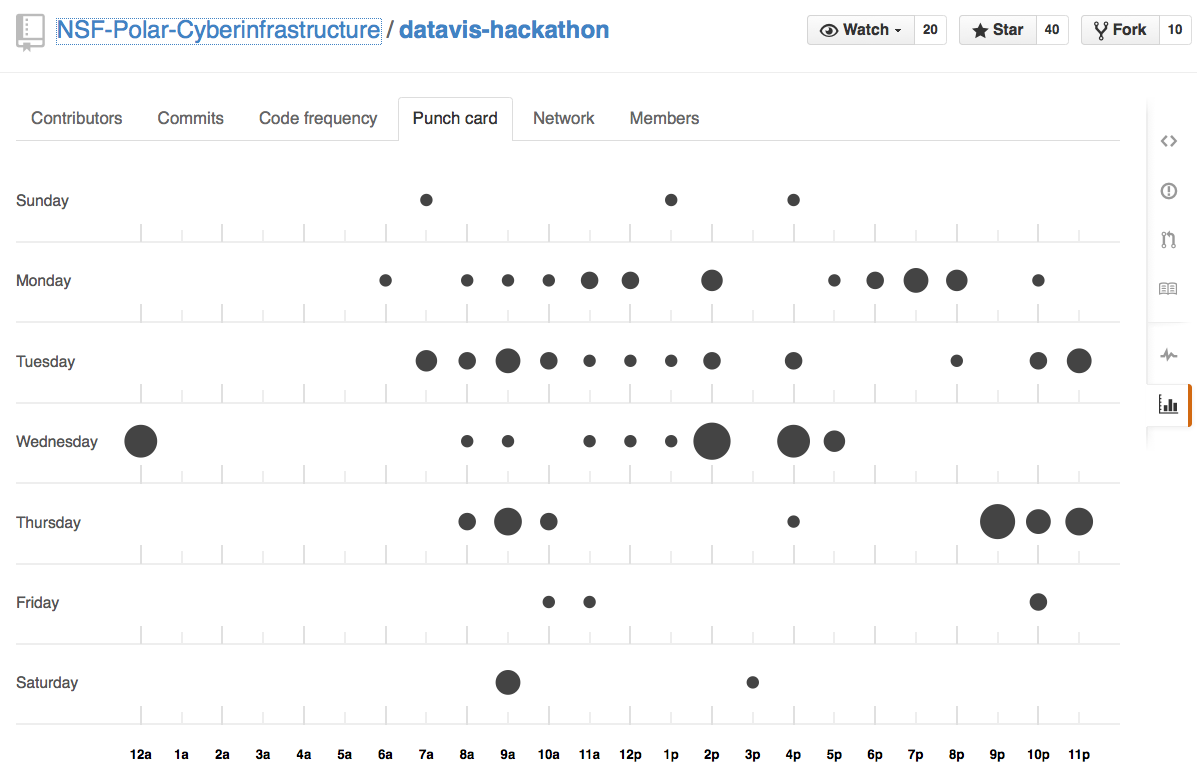 NSF-Polar-Cyberinfrastructure / datavis-hackathon
Watch 20 Star 40 Fork 10
Contributors Commits Code frequency Punch card Network Members
Sunday
Monday
Tuesday
Wednesday
Thursday
Friday
Saturday
12a 1a 2a 3a 4a 5a 6a 7a 8a 9a 10a 11a 12p 1p 2p 3p 4p 5p 6p 7p 8p 9p 10p 11p